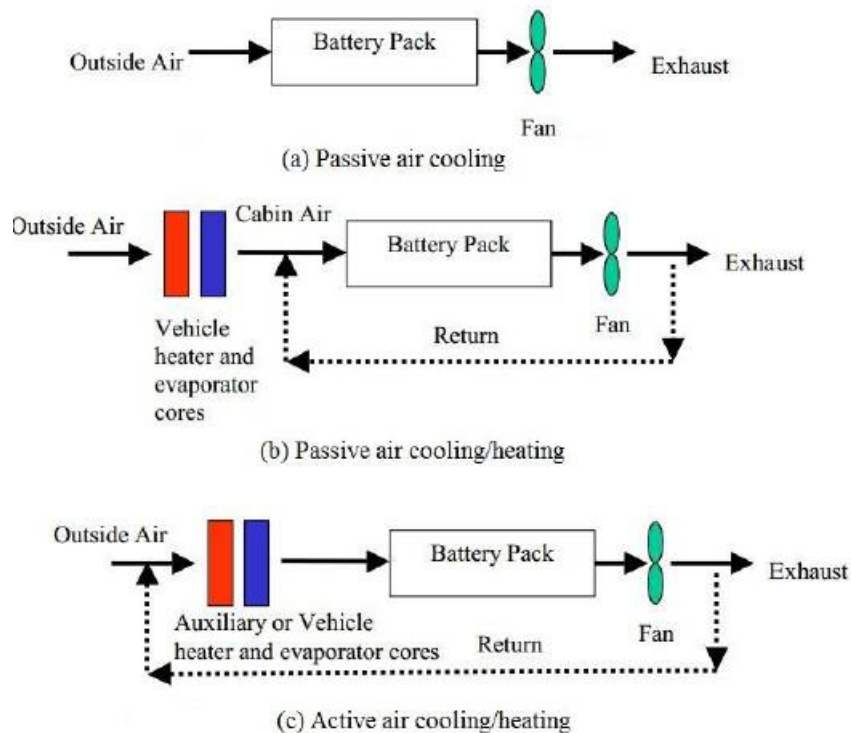 Outside Air
Battery Pack
Exhaust
Fan
(a) Passive air cooling
Outside Air
Cabin Air
Battery Pack
Exhaust
Fan
Vehicle
heater and
evaporator
cores
Return
(b) Passive air cooling/heating
Outside Air
Battery Pack
Exhaust
Fan
Auxiliary or Vehicle
heater and evaporator cores
Return
(c) Active air cooling/heating